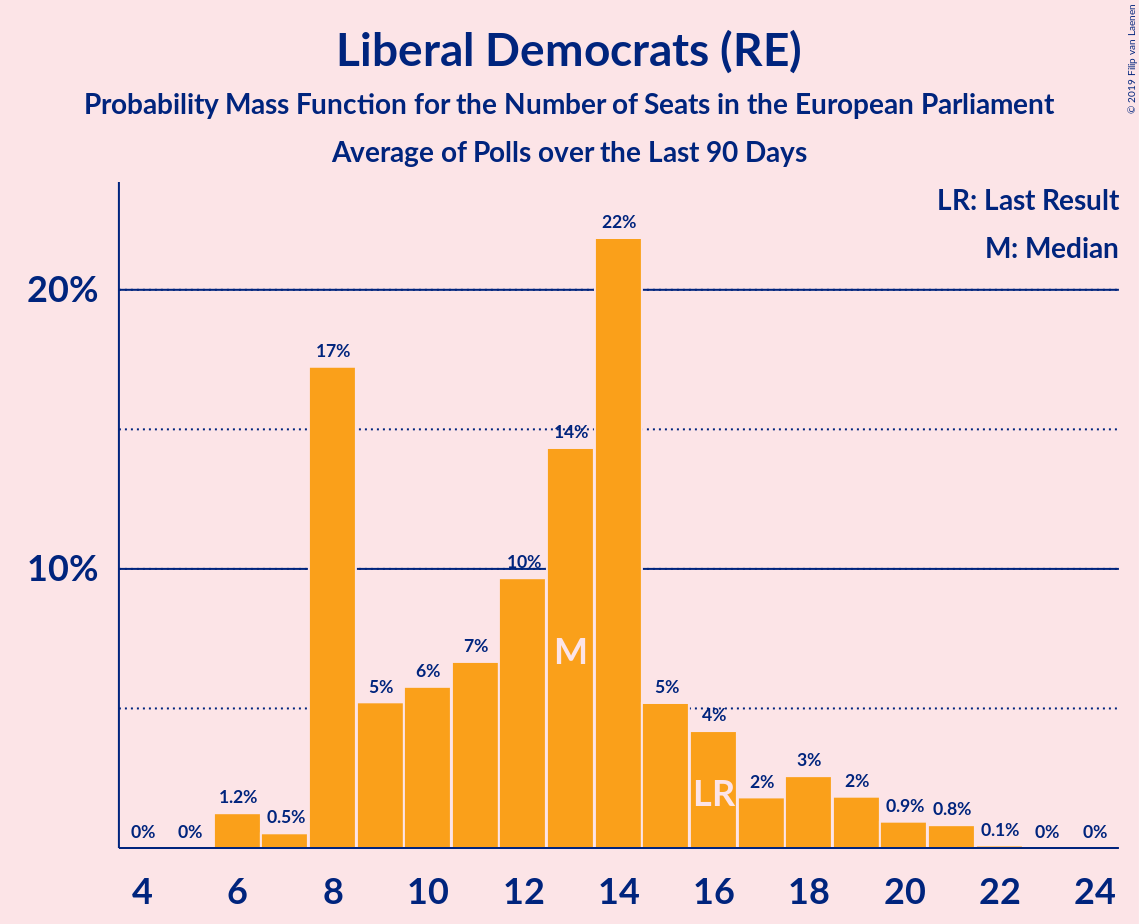 Liberal Democrats (RE)
Probability Mass Function for the Number of Seats in the European Parliament
Average of Polls over the Last 90 Days
© 2019 Filip van Laenen
LR: Last Result
M: Median
20%
10%
0%
0%
1.2%
0.5%
17%
5%
6%
7%
10%
14%
22%
5%
4%
2%
3%
2%
0.9%
0.8%
0.1%
0%
0%
M
LR
4 6 8 10 12 14 16 18 20 22 24